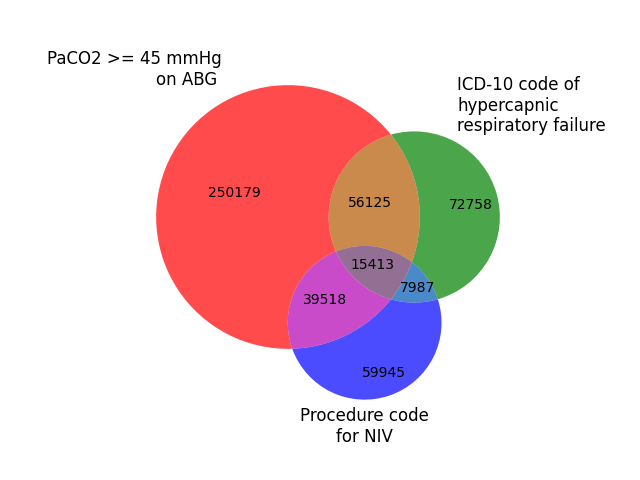 PaCO2 >= 45 mmHg
on ABG
ICD-10 code of
hypercapnic
respiratory failure
250179
56125
72758
15413
7987
39518
59945
Procedure code
for NIV